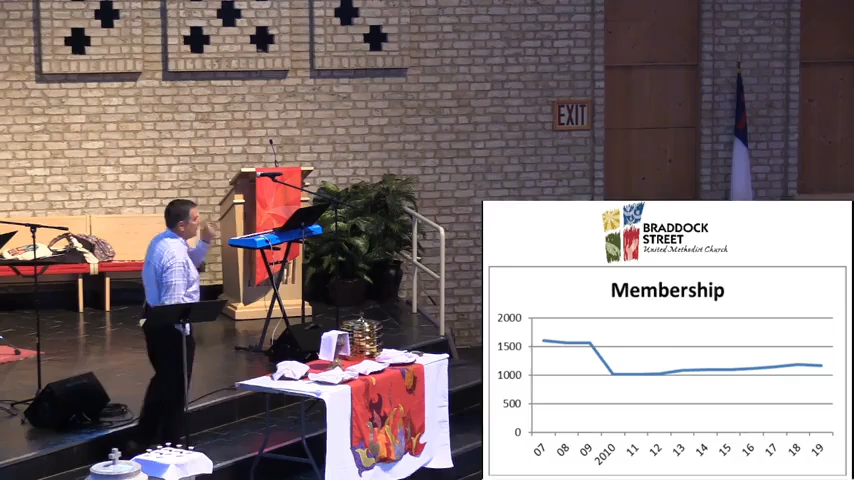 EXIT
BRADDOCK
STREET
United Methodist Church
Membership
2000
1500
1000
500
0
07 08 09 2010 11 12 13 14 15 16 17 18 19